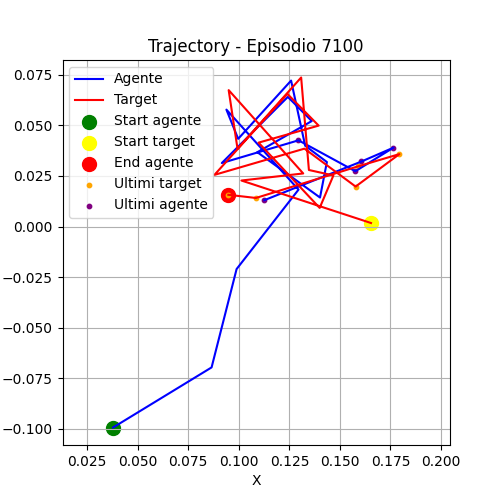 Trajectory - Episodio 7100
Agente
Target
Start agente
Start target
End agente
Ultimi target
Ultimi agente
0.075
0.050
0.025
0.000
−0.025
−0.050
−0.075
−0.100
0.025 0.050 0.075 0.100 0.125 0.150 0.175 0.200
X